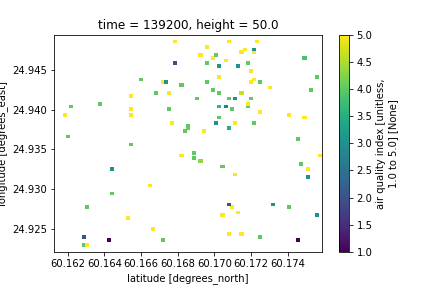 time = 139200, height = 50.0
24.945
24.940
24.935
24.930
24.925
longitude [degrees_east]
60.162 60.164 60.166 60.168 60.170 60.172 60.174
latitude [degrees_north]
5.0
4.5
4.0
3.5
3.0
2.5
2.0
1.5
1.0
air quality index [unitless,
1.0 to 5.0] [None]